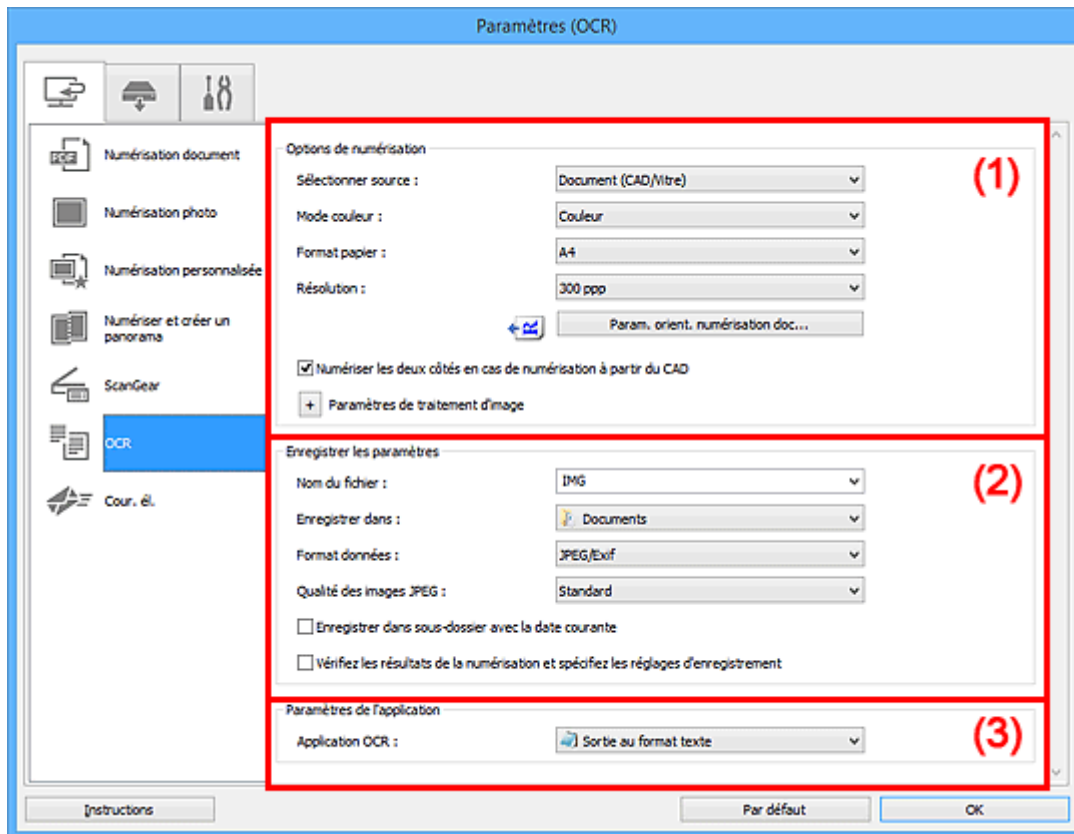 Paramètres (OCR)
Numérisation document
Numérisation photo
Numérisation personnalisée
Numériser et créer un
panorama
ScanGear
OCR
Cour. él.
Options de numérisation
(1)
Sélectionner source : Document (CAD/Vitre)
Mode couleur : Couleur
Format papier : A4
Résolution : 300 ppp
Param. orient. numérisation doc...
Numériser les deux côtés en cas de numérisation à partir du CAD
+ Paramètres de traitement d'image
Enregistrer les paramètres
(2)
Nom du fichier : IMG
Enregistrer dans : Documents
Format données : JPEG/Exif
Qualité des images JPEG : Standard
Enregistrer dans sous-dossier avec la date courante
Vérifiez les résultats de la numérisation et spécifiez les réglages d'enregistrement
Paramètres de l'application
(3)
Application OCR : Sortie au format texte
Instructions Par défaut OK